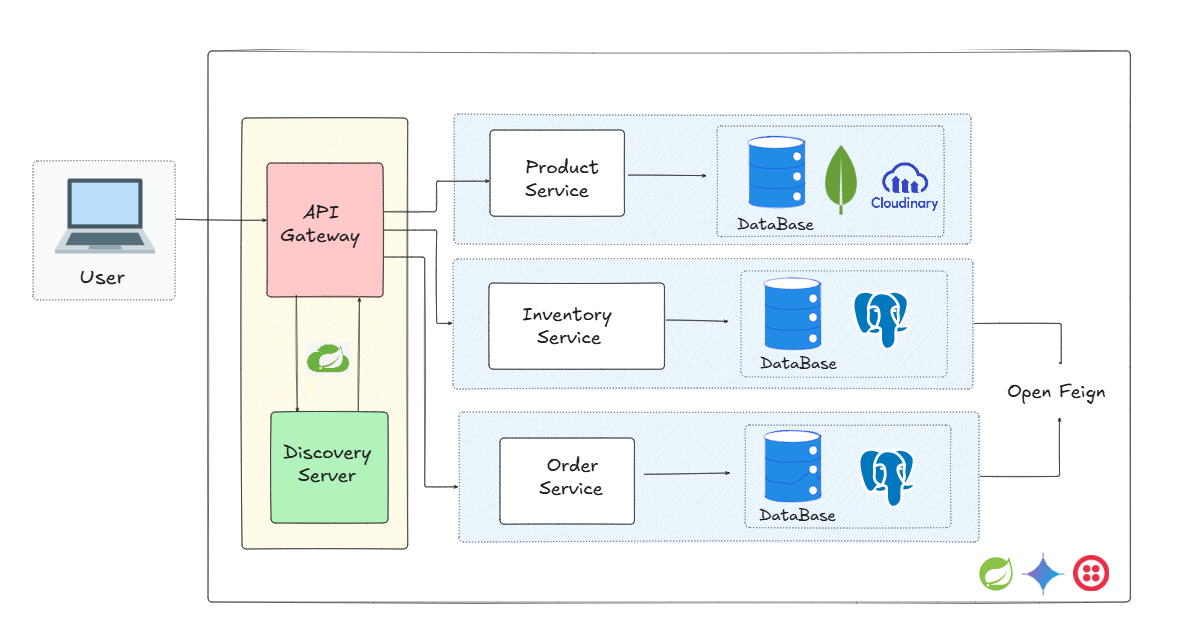 User
API
Gateway
Discovery
Server
Product
Service
DataBase
Cloudinary
Inventory
Service
DataBase
Open Feign
Order
Service
DataBase